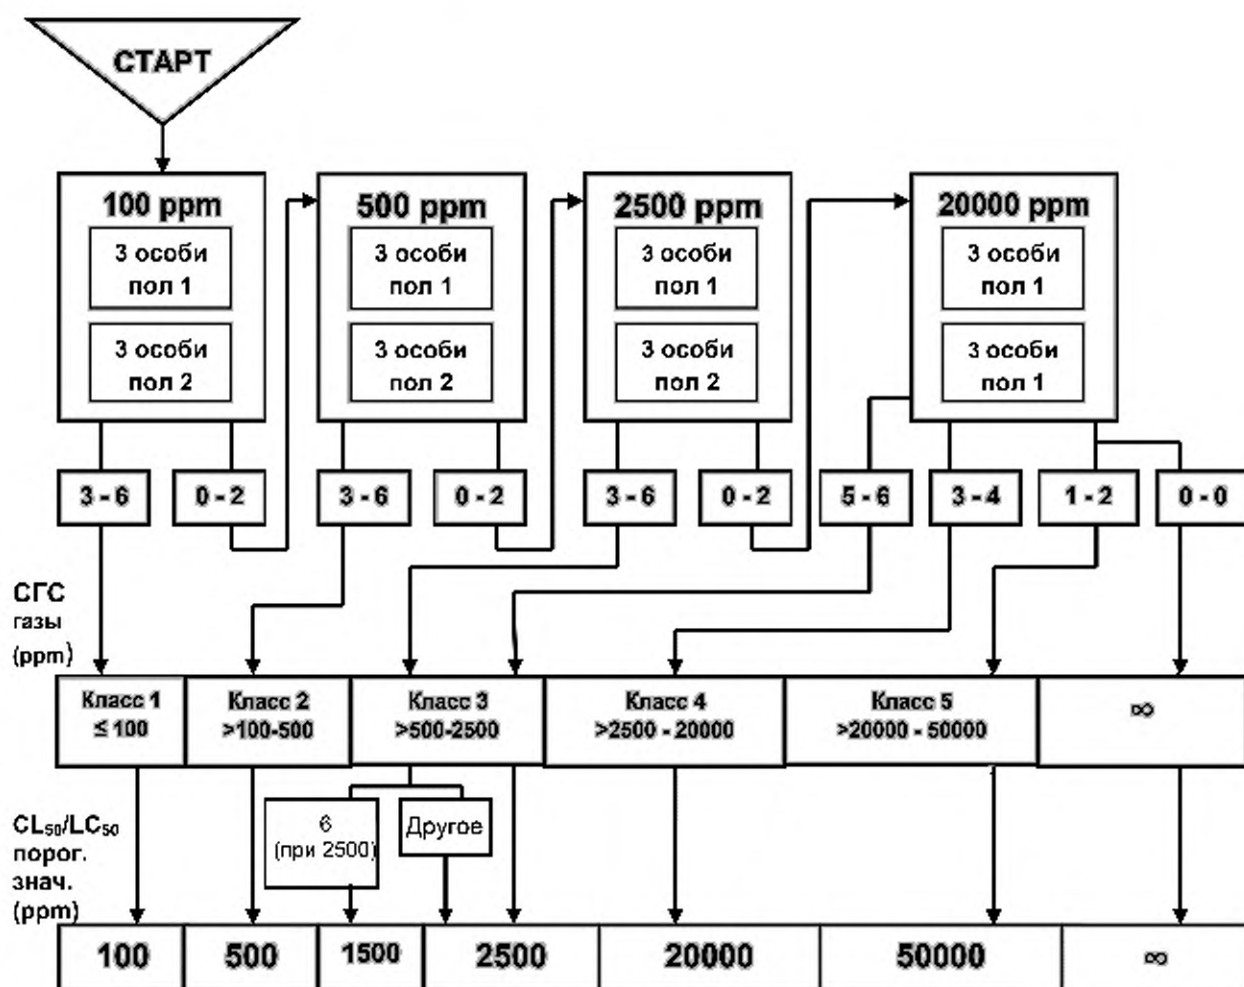 СТАРТ
100 ppm
3 особи
пол 1
3 особи
пол 2
500 ppm
3 особи
пол 1
3 особи
пол 2
2500 ppm
3 особи
пол 1
3 особи
пол 2
20000 ppm
3 особи
пол 1
3 особи
пол 1
3 - 6
0 - 2
3 - 6
0 - 2
3 - 6
0 - 2
5 - 6
3 - 4
1 - 2
0 - 0
СГС
газы
(ppm)
Класс 1
≤ 100
Класс 2
>100-500
Класс 3
>500-2500
Класс 4
>2500 - 20000
Класс 5
>20000 - 50000
∞
6
(при 2500)
Другое
CL₅₀/LC₅₀
порог.
знач.
(ppm)
100
500
1500
2500
20000
50000
∞